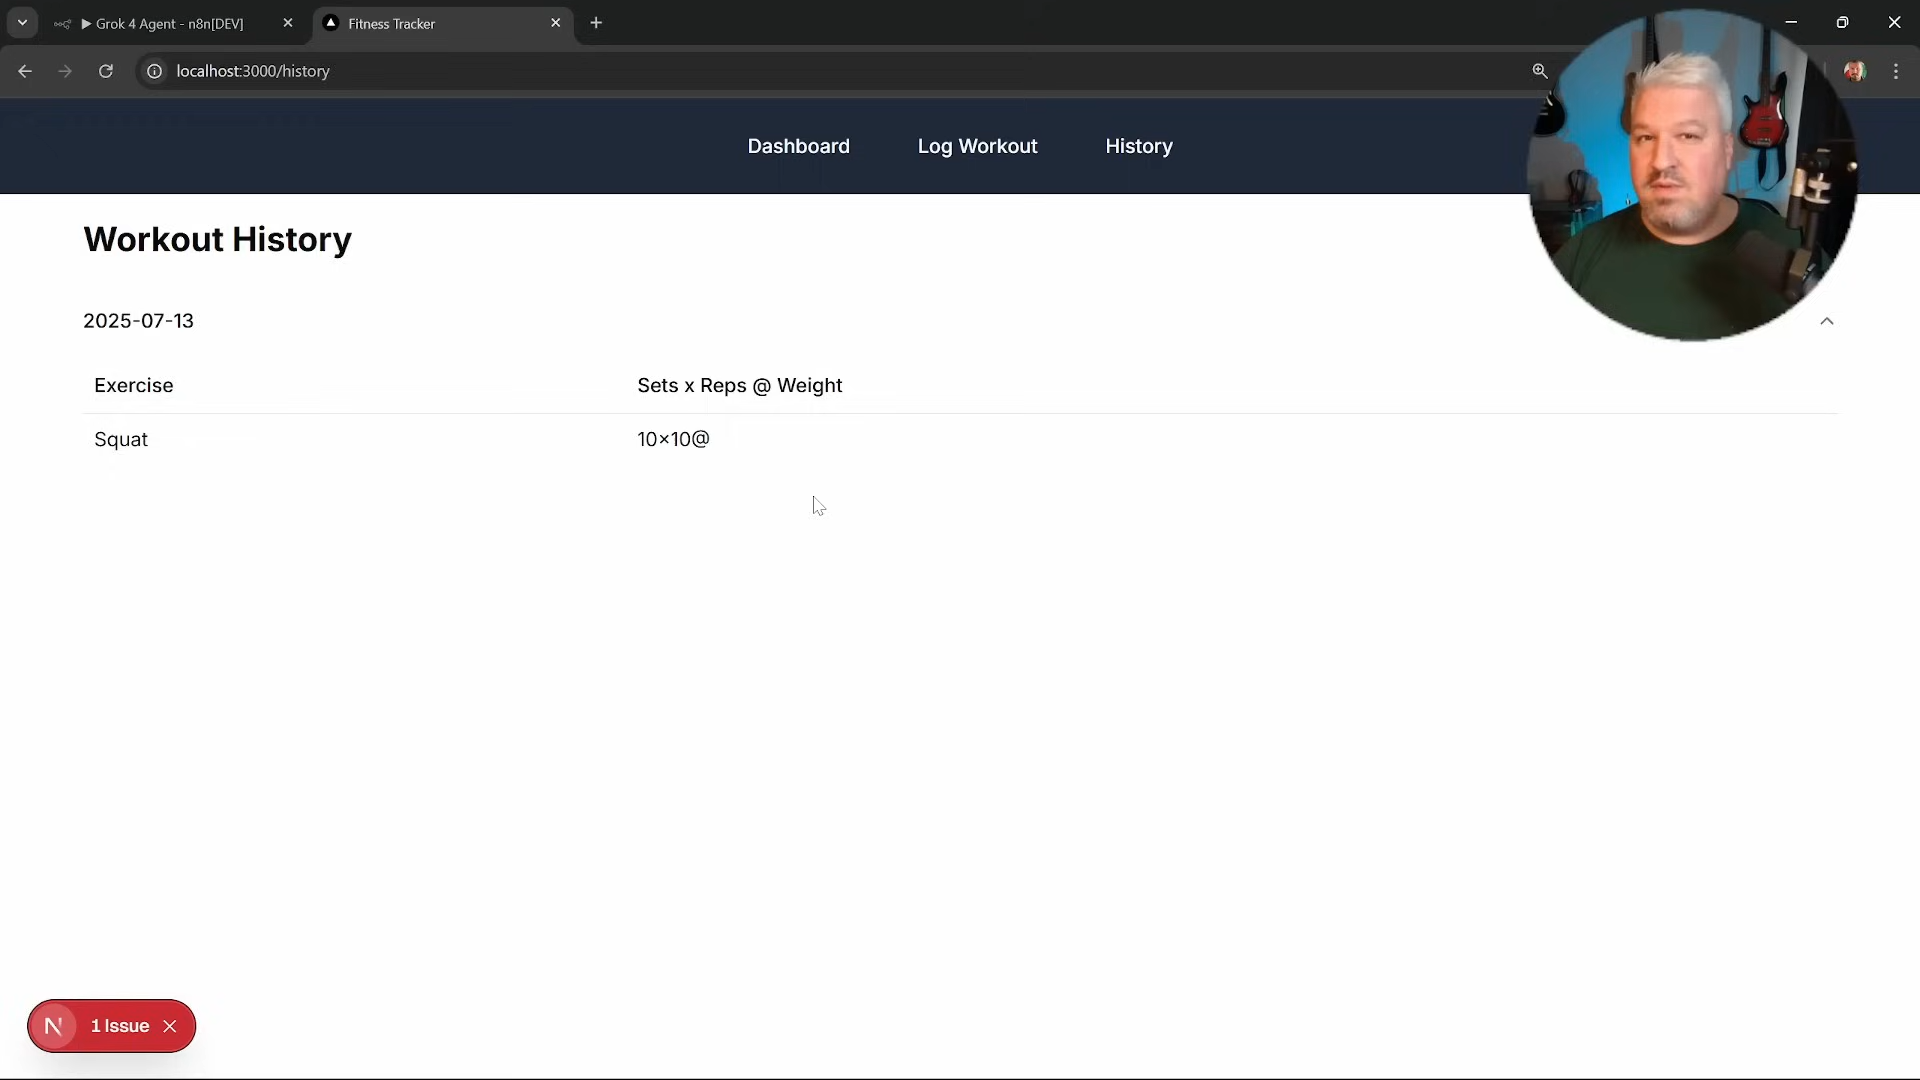 ▶ Grok 4 Agent - n8n[DEV]
Fitness Tracker
localhost:3000/history
Dashboard
Log Workout
History
Workout History
2025-07-13
Exercise
Sets x Reps @ Weight
Squat
10×10@
N
1 Issue